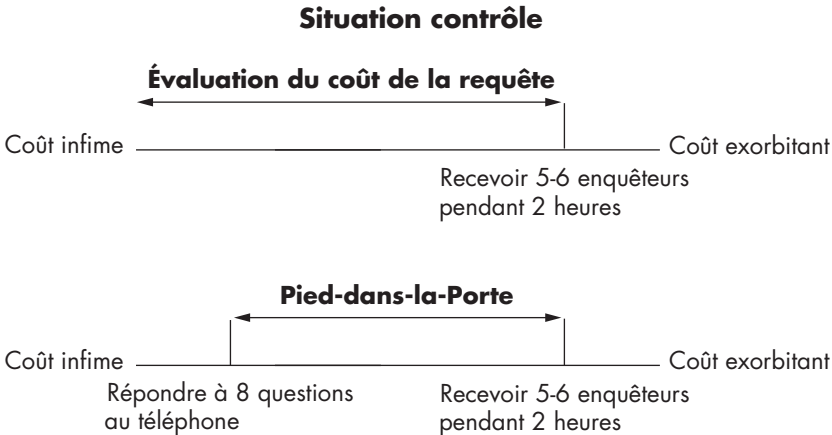 Situation contrôle
Évaluation du coût de la requête
Coût infime
Coût exorbitant
Recevoir 5-6 enquêteurs
pendant 2 heures
Pied-dans-la-Porte
Coût infime
Coût exorbitant
Répondre à 8 questions
au téléphone
Recevoir 5-6 enquêteurs
pendant 2 heures